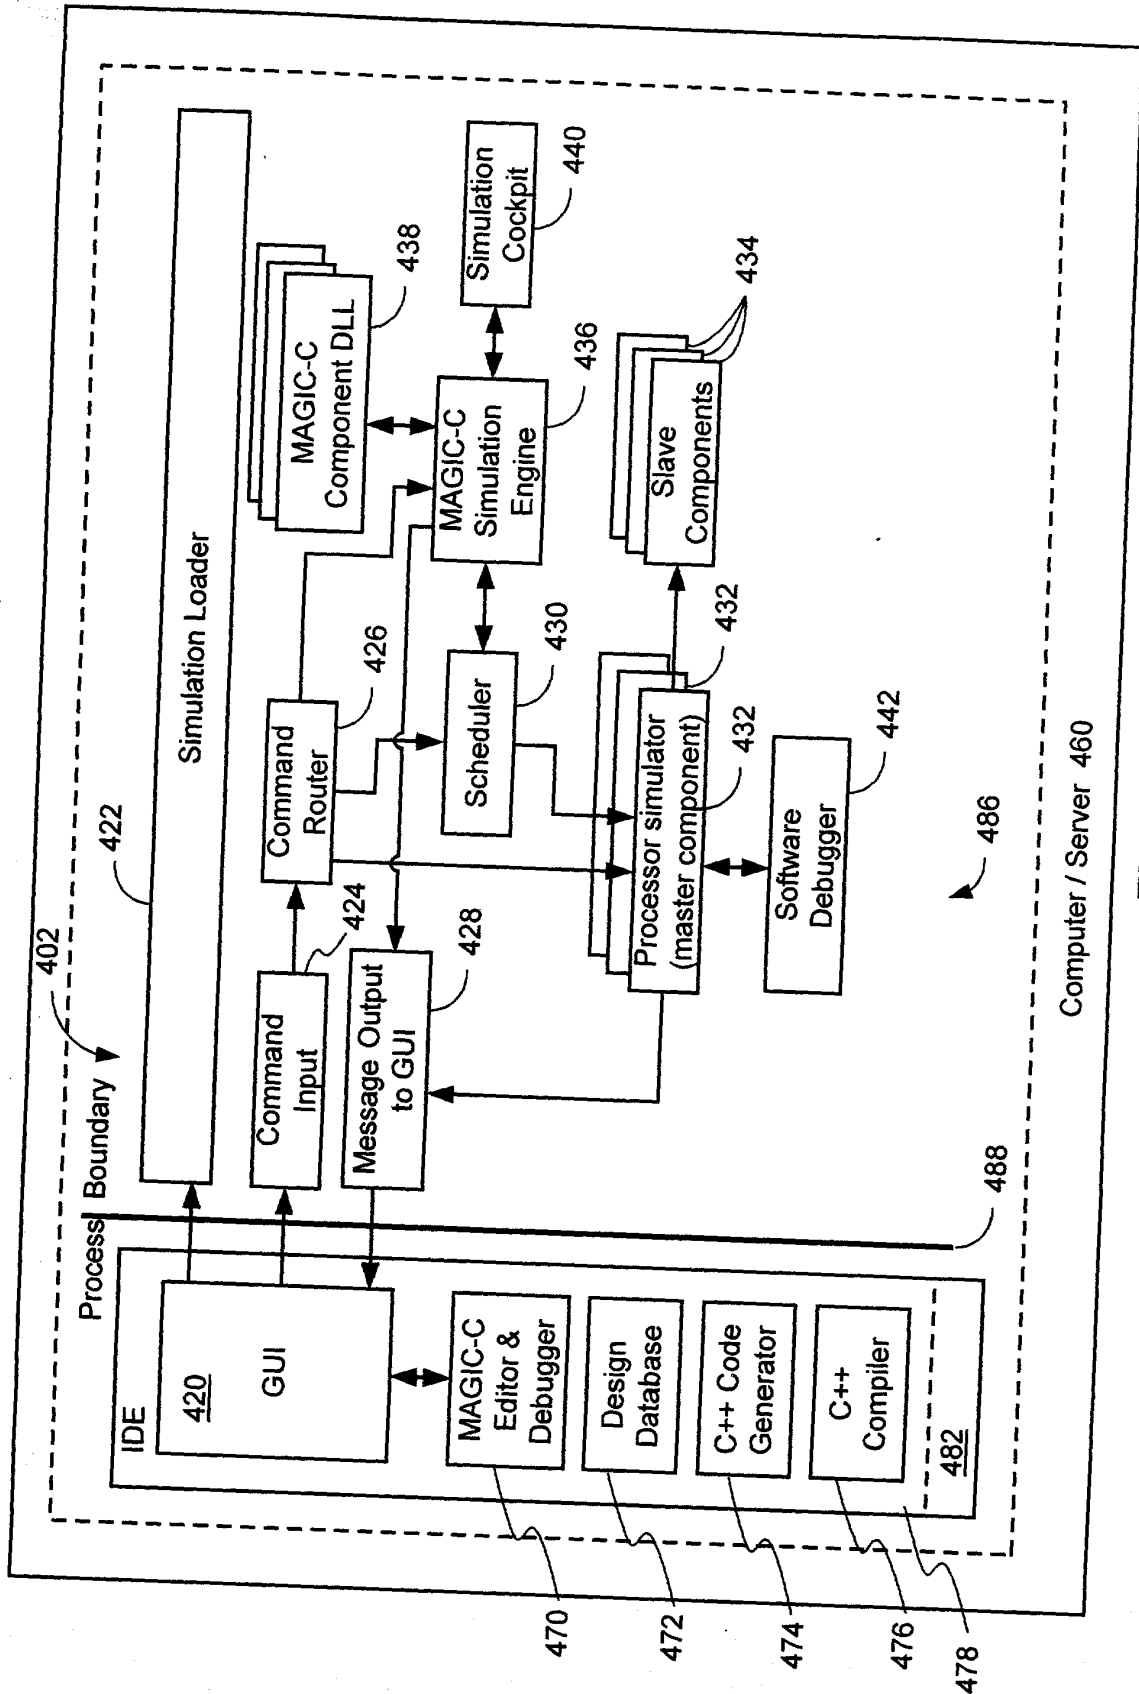 402
Process Boundary
422
Simulation Loader
IDE
420
GUI
Command
Input
424
Command
Router
426
MAGIC-C
Component DLL
438
Message Output
to GUI
428
MAGIC-C
Editor &
Debugger
Scheduler
430
MAGIC-C
Simulation
Engine
436
Simulation
Cockpit
440
Design
Database
Processor simulator
(master component)
432
432
Slave
Components
434
C++ Code
Generator
Software
Debugger
442
C++
Compiler
482
488
486
470
472
474
476
478
Computer / Server 460